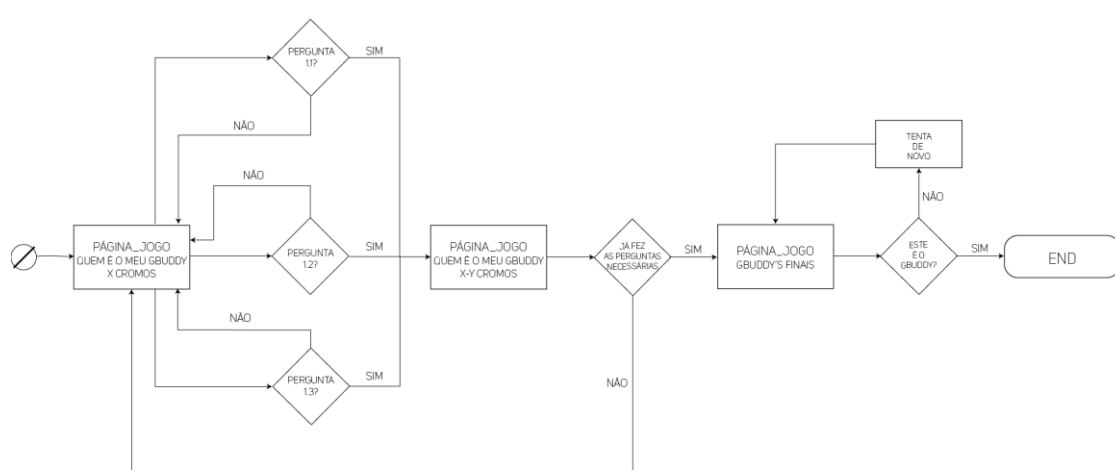 PERGUNTA
1.1?
SIM
NÃO
NÃO
PÁGINA_JOGO
QUEM É O MEU GBUDDY
X CROMOS
PERGUNTA
1.2?
SIM
NÃO
PERGUNTA
1.3?
SIM
PÁGINA_JOGO
QUEM É O MEU GBUDDY
X-Y CROMOS
JÁ FEZ
AS PERGUNTAS
NECESSÁRIAS
SIM
NÃO
PÁGINA_JOGO
GBUDDY'S FINAIS
TENTA
DE
NOVO
NÃO
ESTE
É O
GBUDDY?
SIM
END